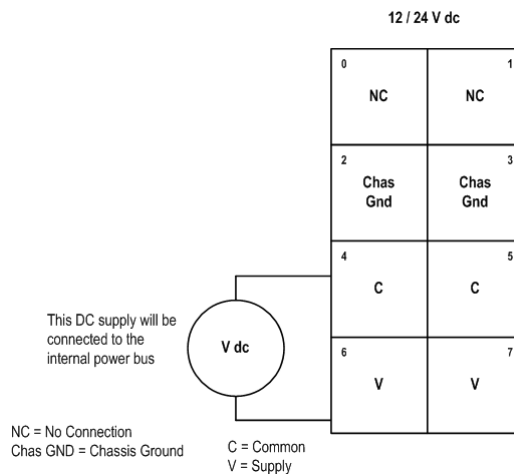 12 / 24 V dc
0
1
NC
NC
2
3
Chas
Gnd
Chas
Gnd
4
5
C
C
This DC supply will be
connected to the
internal power bus
V dc
6
7
V
V
NC = No Connection
Chas GND = Chassis Ground
C = Common
V = Supply